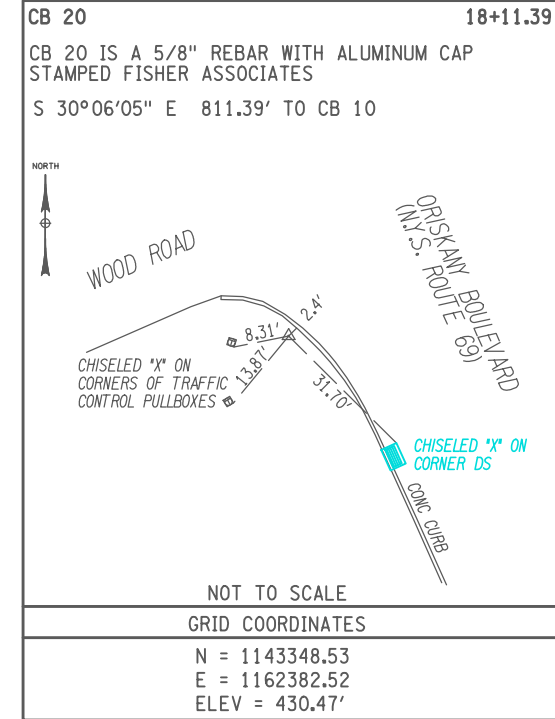 CB 20 18+11.39
CB 20 IS A 5/8" REBAR WITH ALUMINUM CAP
STAMPED FISHER ASSOCIATES
S 30°06'05" E 811.39' TO CB 10
NORTH
WOOD ROAD
ORISKANY BOULEVARD
(N.Y.S. ROUTE 69)
2.4'
8.31'
13.87'
31.70'
CHISELED "X" ON
CORNERS OF TRAFFIC
CONTROL PULLBOXES
CHISELED "X" ON
CORNER DS
CONC CURB
NOT TO SCALE
GRID COORDINATES
N = 1143348.53
E = 1162382.52
ELEV = 430.47'